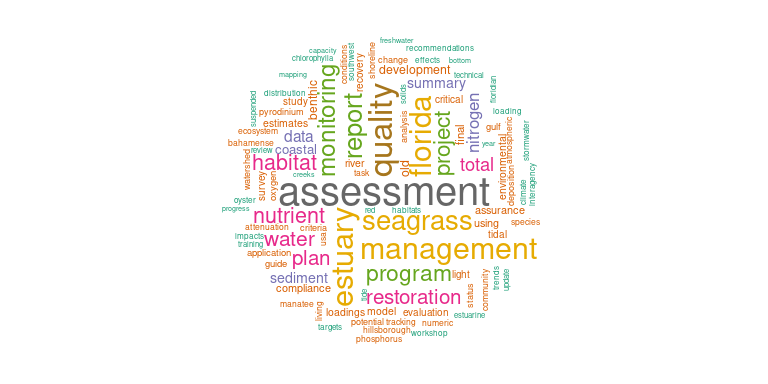 freshwater
capacity
recommendations
chlorophylla
conditions
southwest
recovery
shoreline
change
effects
bottom
mapping
development
technical
distribution
summary
floridian
suspended
study
benthic
monitoring
report
quality
solids
florida
critical
loading
pyrodinium
estimates
project
nitrogen
gulf
ecosystem
data
analysis
final
atmospheric
stormwater
bahamense
review
coastal
year
habitat
river
old
total
environmental
watershed
creeks
task
survey
oxygen
deposition
climate
interagency
assessment
oyster
progress
nutrient
red
habitats
assurance
seagrass
using
species
attenuation
criteria
estuary
tidal
impacts
water
usa
training
management
application
plan
guide
program
light
sediment
status
community
trends
update
compliance
tide
restoration
manatee
living
loadings
model
evaluation
estuarine
potential
tracking
numeric
targets
hillsborough
workshop
phosphorus